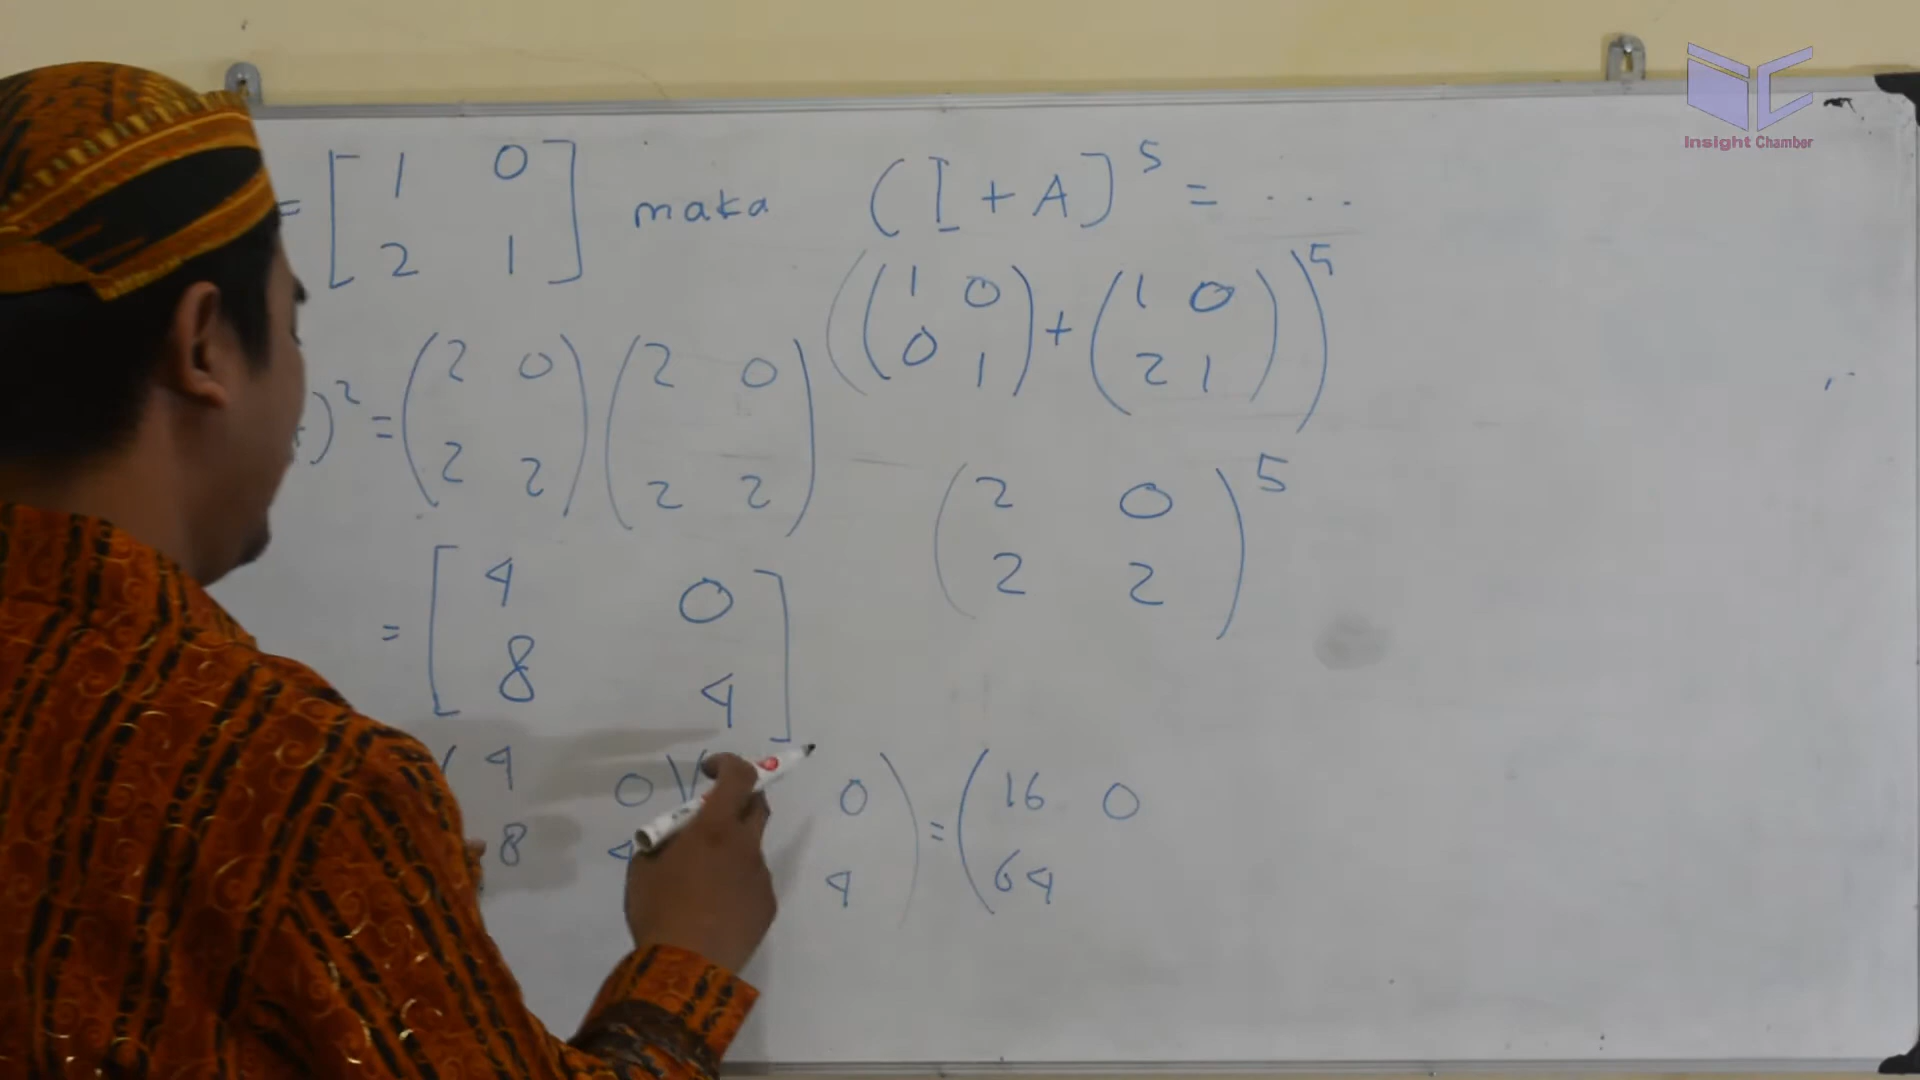 = [ 1 0 ] maka (I + A)^5 = ....
[ 2 1 ]
( ( 1 0 ) + ( 1 0 ) )^5
( ( 0 1 ) + ( 2 1 ) )
)^2 = ( 2 0 ) ( 2 0 )
( 2 2 ) ( 2 2 )
( 2 0 )^5
( 2 2 )
= [ 4 0 ]
[ 8 4 ]
( 4 0 ) ( 0 ) = ( 16 0
8 4 4 ) ( 64
Insight Chamber